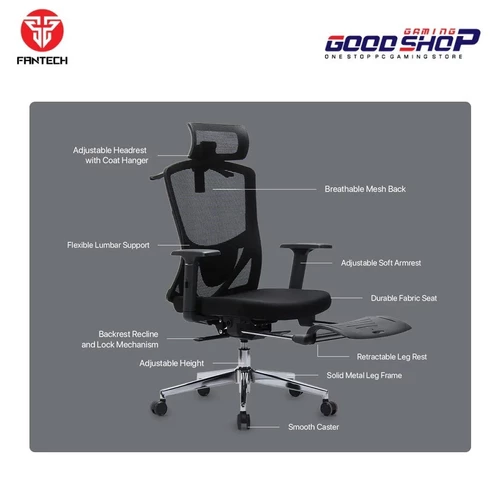 FANTECH
GAMING
GOOD SHOP
ONE STOP PC GAMING STORE
Adjustable Headrest
with Coat Hanger
Breathable Mesh Back
Flexible Lumbar Support
Adjustable Soft Armrest
Durable Fabric Seat
Backrest Recline
and Lock Mechanism
Retractable Leg Rest
Adjustable Height
Solid Metal Leg Frame
Smooth Caster